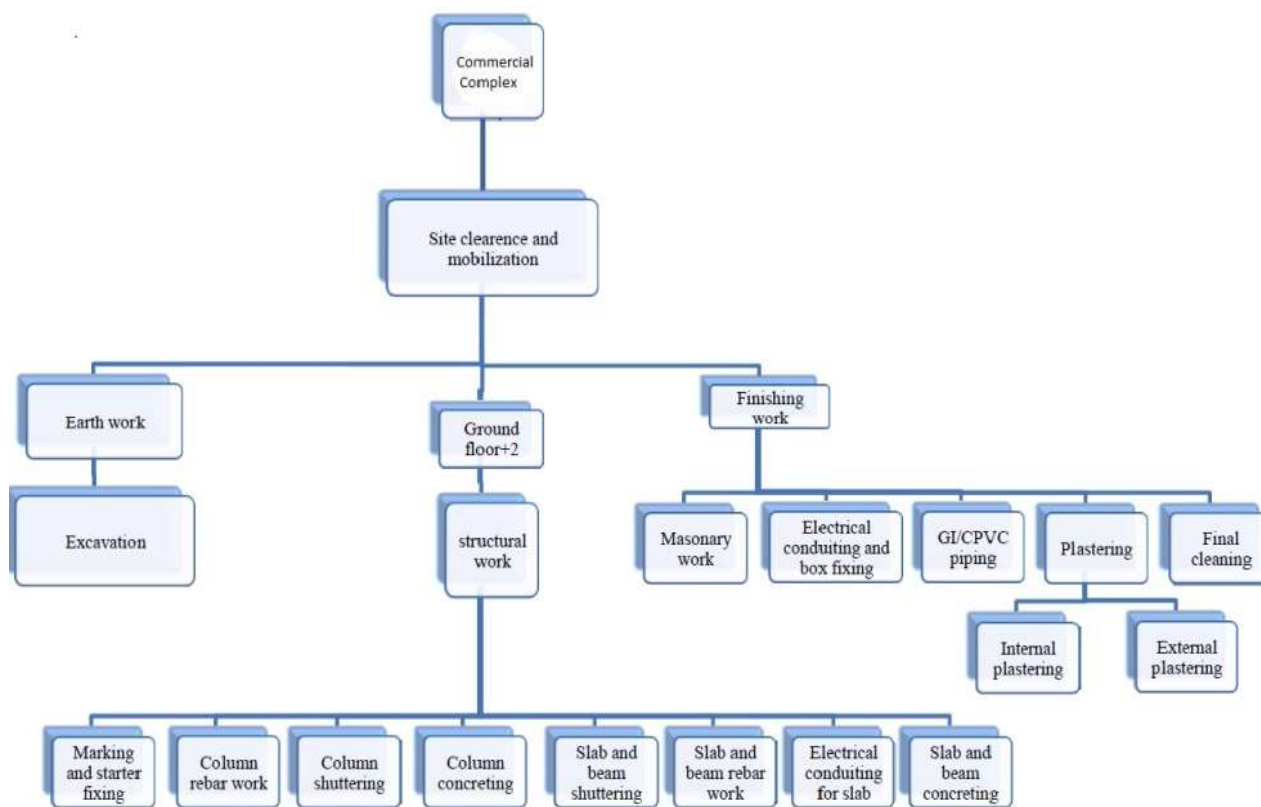 Commercial
Complex
Site clearence and
mobilization
Earth work
Ground
floor+2
Finishing
work
Excavation
structural
work
Masonary
work
Electrical
conduiting and
box fixing
GI/CPVC
piping
Plastering
Final
cleaning
Internal
plastering
External
plastering
Marking
and starter
fixing
Column
rebar work
Column
shuttering
Column
concreting
Slab and
beam
shuttering
Slab and
beam rebar
work
Electrical
conduiting
for slab
Slab and
beam
concreting